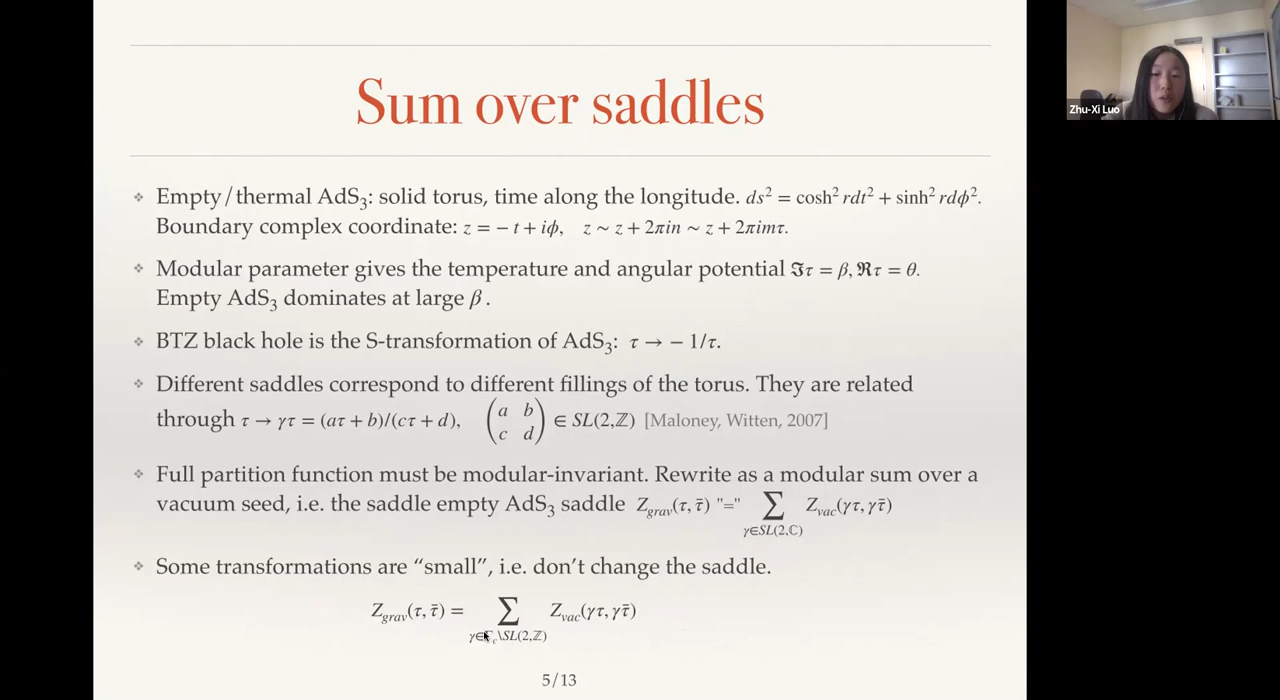 Sum over saddles
❖ Empty/thermal AdS₃: solid torus, time along the longitude. ds² = cosh² rdt² + sinh² rdϕ².
Boundary complex coordinate: z = − t + iϕ, z ~ z + 2πin ~ z + 2πimτ.
❖ Modular parameter gives the temperature and angular potential ℑτ = β, ℜτ = θ.
Empty AdS₃ dominates at large β.
❖ BTZ black hole is the S-transformation of AdS₃: τ → − 1/τ.
❖ Different saddles correspond to different fillings of the torus. They are related
through τ → γτ = (aτ + b)/(cτ + d), (a b; c d) ∈ SL(2,ℤ) [Maloney, Witten, 2007]
❖ Full partition function must be modular-invariant. Rewrite as a modular sum over a
vacuum seed, i.e. the saddle empty AdS₃ saddle Z_grav(τ, τ̄) "=" ∑ Z_vac(γτ, γτ̄)
γ∈SL(2,ℂ)
❖ Some transformations are “small”, i.e. don’t change the saddle.
Z_grav(τ, τ̄) = ∑ Z_vac(γτ, γτ̄)
γ∈Γ_c\SL(2,ℤ)
5/13
Zhu-Xi Luo